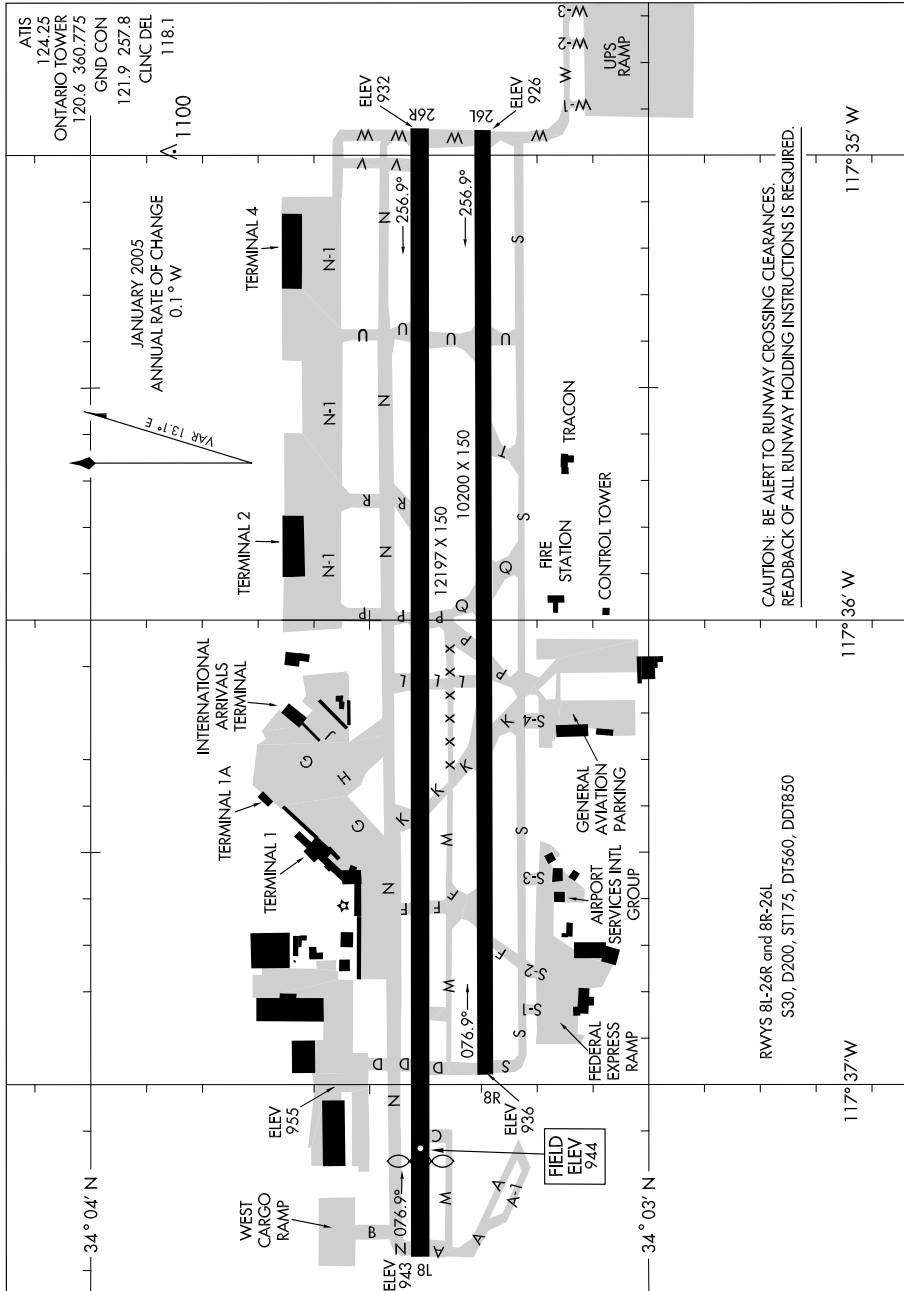 ATIS
124.25
ONTARIO TOWER
120.6 360.775
GND CON
121.9 257.8
CLNC DEL
118.1
1100
JANUARY 2005
ANNUAL RATE OF CHANGE
0.1° W
VAR 13.1° E
34° 04' N
34° 03' N
117° 37' W
117° 36' W
117° 35' W
WEST
CARGO
RAMP
ELEV
955
TERMINAL 1
TERMINAL 1A
INTERNATIONAL
ARRIVALS
TERMINAL
TERMINAL 2
TERMINAL 4
ELEV
932
ELEV
926
UPS
RAMP
W-1
W-2
W-3
W
W
W
W
W
W
V
V
N-1
N-1
N-1
G
G
H
J
B
N
N
N
N
N
N
Z
D
D
D
F
F
F
F
K
K
K
K
L
L
L
P
P
P
P
P
R
R
U
U
U
U
Q
Q
T
ELEV
943
8L
076.9°
26R
256.9°
12197 X 150
8R
076.9°
26L
256.9°
10200 X 150
ELEV
936
FIELD
ELEV
944
A
A
A
A-1
C
M
M
M
X X X X X X
S
S
S
S
S
S-1
S-2
S-3
S-4
FEDERAL
EXPRESS
RAMP
AIRPORT
SERVICES INTL
GROUP
GENERAL
AVIATION
PARKING
FIRE
STATION
CONTROL TOWER
TRACON
RWYS 8L-26R and 8R-26L
S30, D200, ST175, DT560, DDT850
CAUTION: BE ALERT TO RUNWAY CROSSING CLEARANCES.
READBACK OF ALL RUNWAY HOLDING INSTRUCTIONS IS REQUIRED.